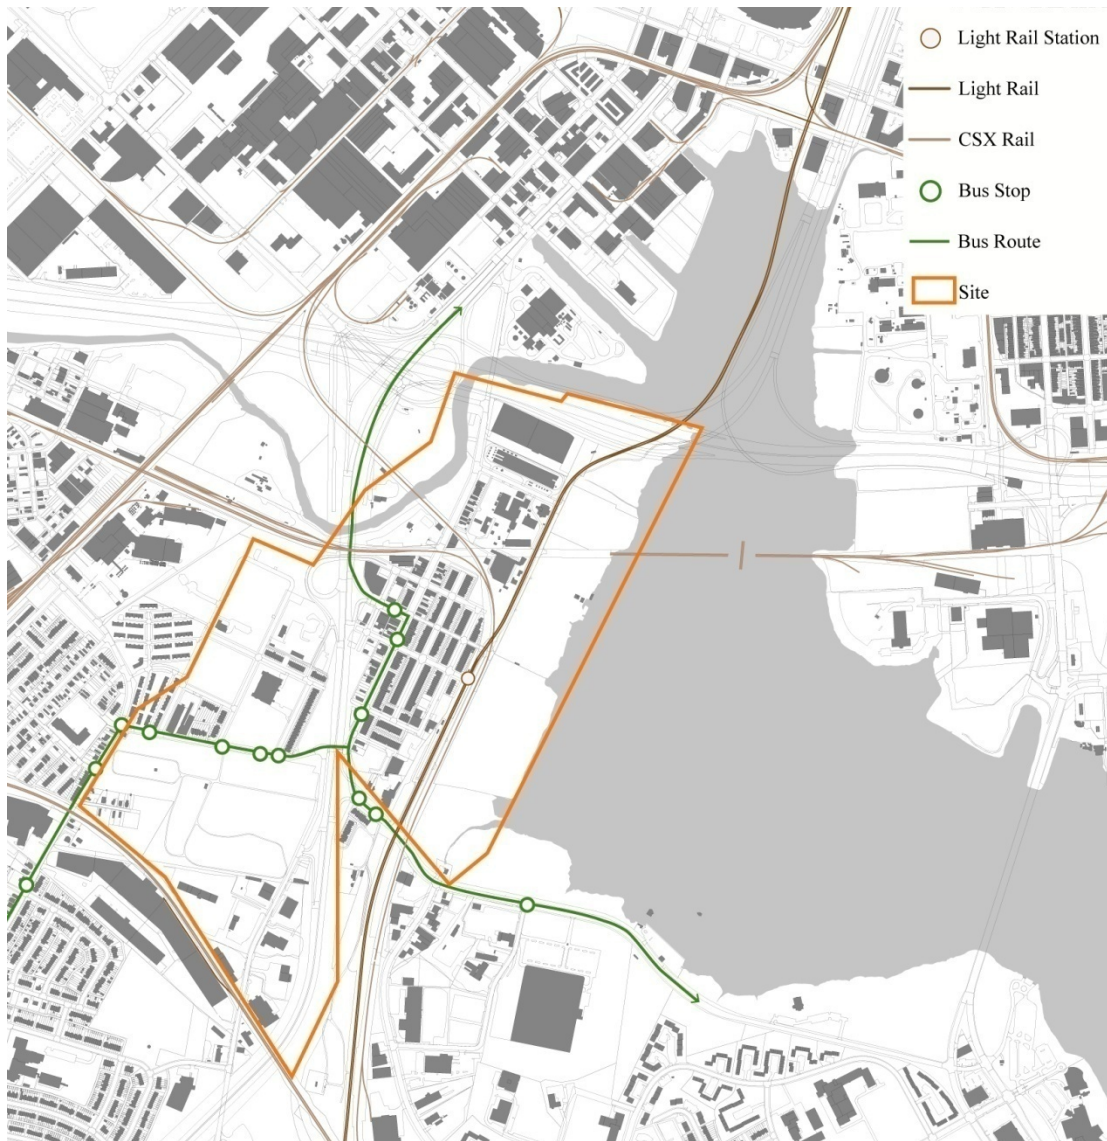 Light Rail Station
Light Rail
CSX Rail
Bus Stop
Bus Route
Site